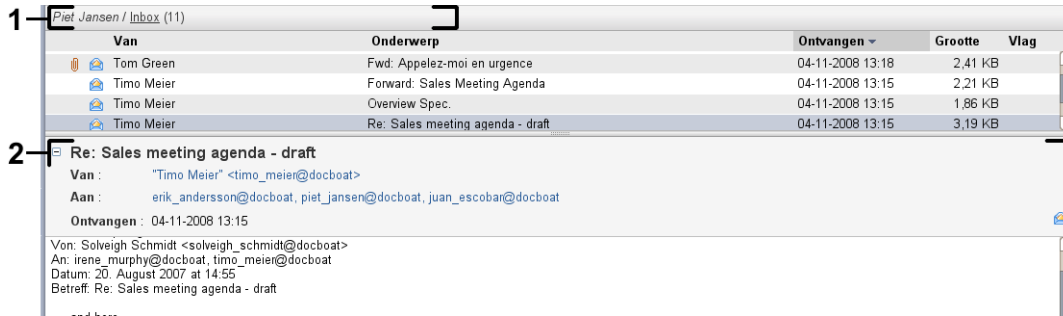 1 Piet Jansen / Inbox (11)
Van Onderwerp Ontvangen Grootte Vlag
Tom Green Fwd: Appelez-moi en urgence 04-11-2008 13:18 2,41 KB
Timo Meier Forward: Sales Meeting Agenda 04-11-2008 13:15 2,21 KB
Timo Meier Overview Spec. 04-11-2008 13:15 1,86 KB
Timo Meier Re: Sales meeting agenda - draft 04-11-2008 13:15 3,19 KB
2 Re: Sales meeting agenda - draft
Van : "Timo Meier" <timo_meier@docboat>
Aan : erik_andersson@docboat, piet_jansen@docboat, juan_escobar@docboat
Ontvangen : 04-11-2008 13:15
Von: Solveigh Schmidt <solveigh_schmidt@docboat>
An: irene_murphy@docboat, timo_meier@docboat
Datum: 20. August 2007 at 14:55
Betreff: Re: Sales meeting agenda - draft